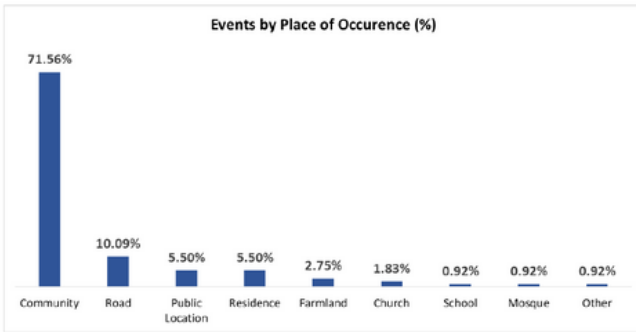 Events by Place of Occurence (%)
71.56%
10.09%
5.50%
5.50%
2.75%
1.83%
0.92%
0.92%
0.92%
Community
Road
Public
Location
Residence
Farmland
Church
School
Mosque
Other